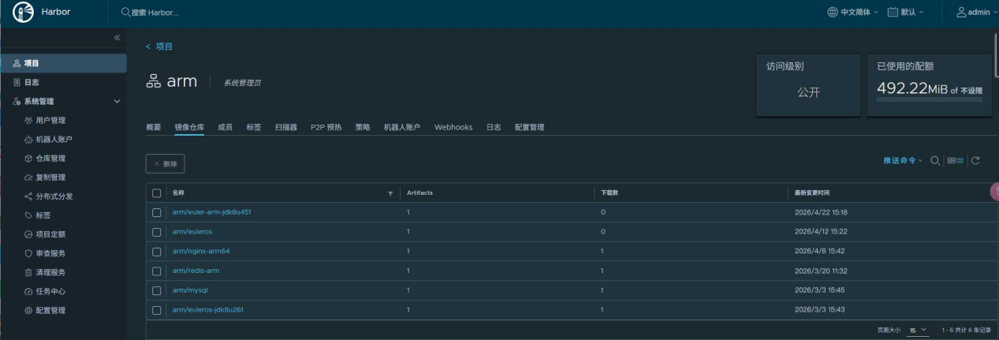 Harbor 搜索 Harbor... 中文简体 默认 admin
< 项目
项目
日志
系统管理
用户管理
机器人账户
仓库管理
复制管理
分布式分发
标签
项目定额
审查服务
清理服务
任务中心
配置管理
arm 系统管理员
访问级别
公开
已使用的配额
492.22MiB of 不设限
概要 镜像仓库 成员 标签 扫描器 P2P 预热 策略 机器人账户 Webhooks 日志 配置管理
× 删除 推送命令
名称 Artifacts 下载数 最新变更时间
arm/euler-arm-jdk8u451 1 0 2026/4/22 15:18
arm/euleros 1 0 2026/4/12 15:22
arm/nginx-arm64 1 1 2026/4/8 15:42
arm/redis-arm 1 1 2026/3/20 11:32
arm/mysql 1 1 2026/3/3 15:45
arm/euleros-jdk8u261 1 1 2026/3/3 15:43
页面大小 15 1 - 6 共计 6 条记录